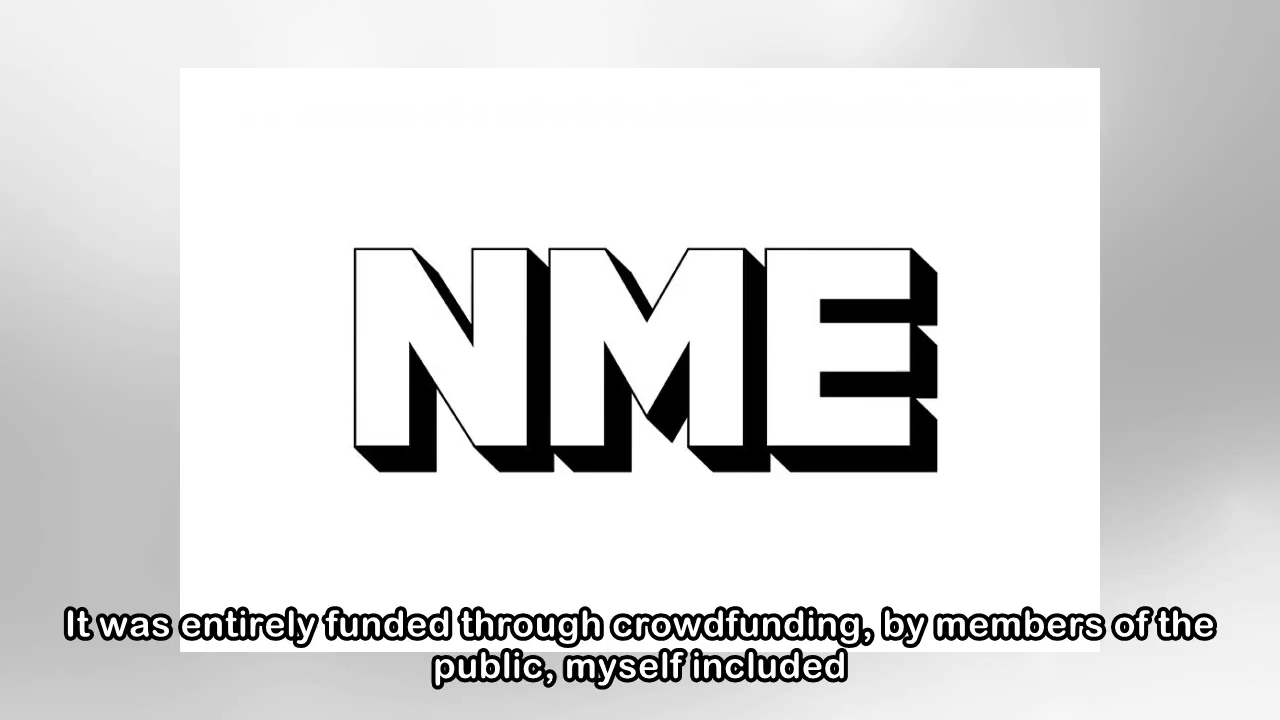 NME
It was entirely funded through crowdfunding, by members of the
public, myself included